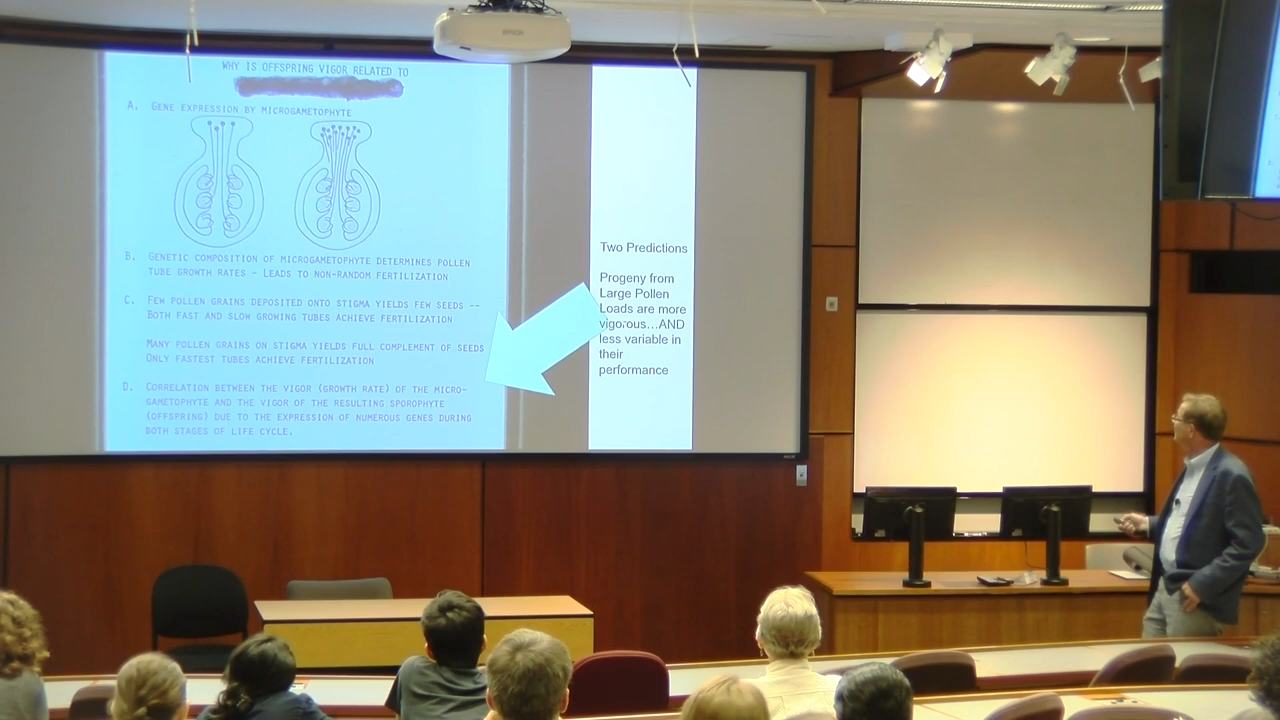 EPSON
WHY IS OFFSPRING VIGOR RELATED TO
A. GENE EXPRESSION BY MICROGAMETOPHYTE
B. GENETIC COMPOSITION OF MICROGAMETOPHYTE DETERMINES POLLEN
TUBE GROWTH RATES - LEADS TO NON-RANDOM FERTILIZATION
C. FEW POLLEN GRAINS DEPOSITED ONTO STIGMA YIELDS FEW SEEDS --
BOTH FAST AND SLOW GROWING TUBES ACHIEVE FERTILIZATION
MANY POLLEN GRAINS ON STIGMA YIELDS FULL COMPLEMENT OF SEEDS
ONLY FASTEST TUBES ACHIEVE FERTILIZATION
D. CORRELATION BETWEEN THE VIGOR (GROWTH RATE) OF THE MICRO-
GAMETOPHYTE AND THE VIGOR OF THE RESULTING SPOROPHYTE
(OFFSPRING) DUE TO THE EXPRESSION OF NUMEROUS GENES DURING
BOTH STAGES OF LIFE CYCLE.
Two Predictions
Progeny from
Large Pollen
Loads are more
vigorous...AND
less variable in
their
performance